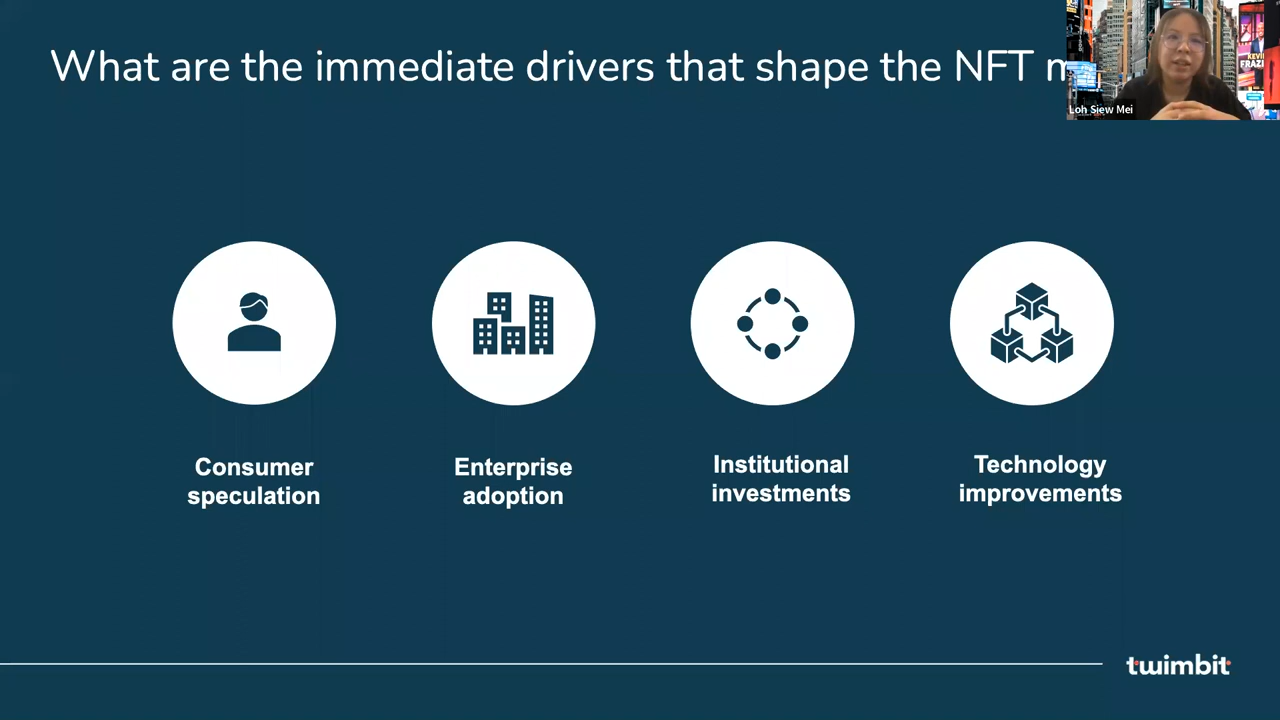 What are the immediate drivers that shape the NFT
Loh Siew Mei
Consumer
speculation
Enterprise
adoption
Institutional
investments
Technology
improvements
twimbit